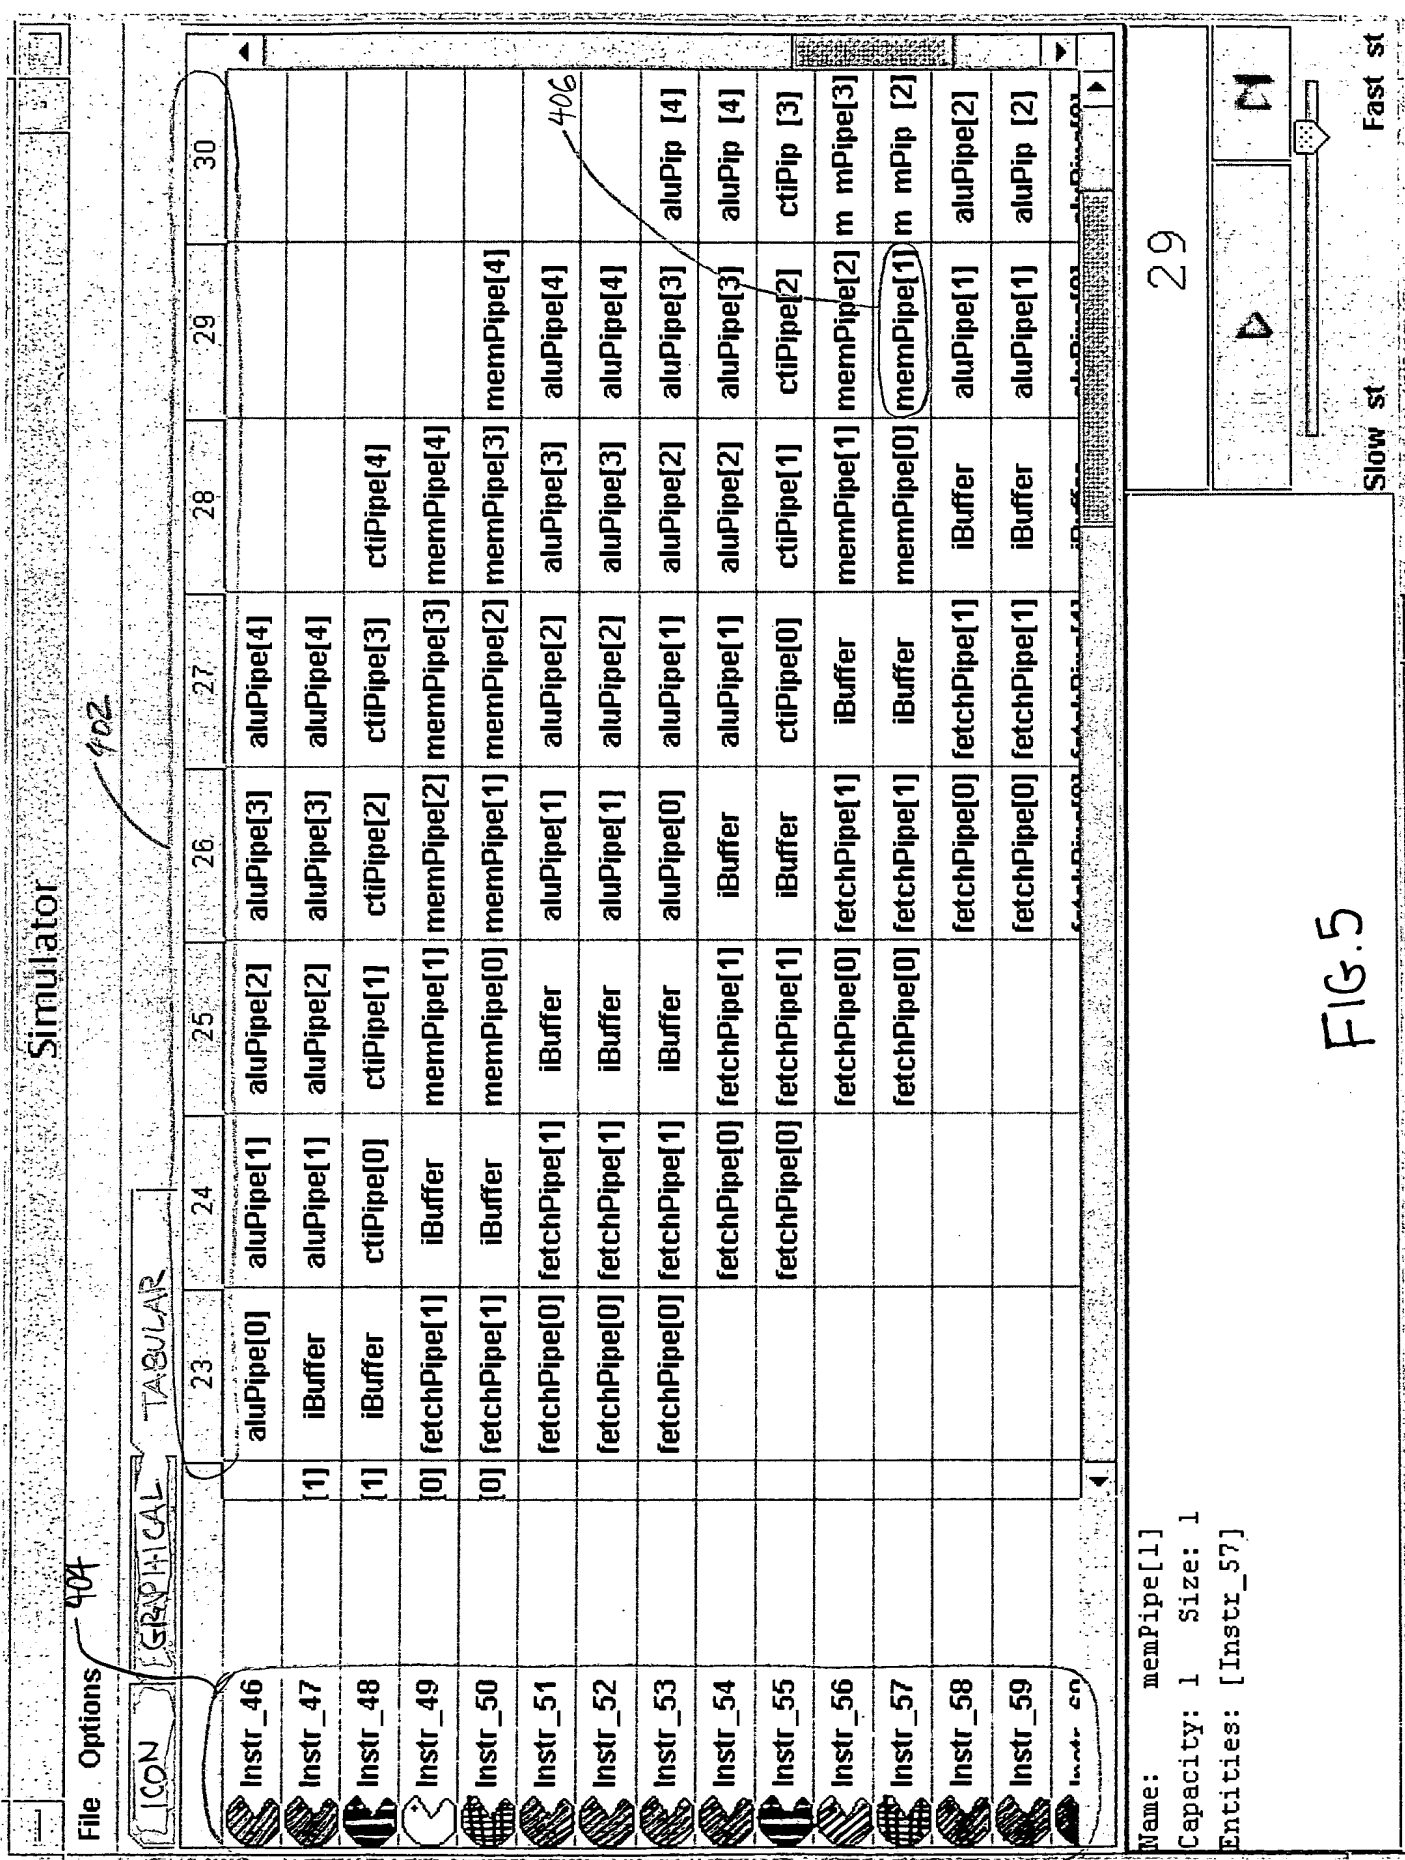 Simulator
File Options
404
402
ICON GRAPHICAL TABULAR
23 24 25 26 27 28 29 30
Instr_46 aluPipe[0] aluPipe[1] aluPipe[2] aluPipe[3] aluPipe[4]
Instr_47 [1] iBuffer aluPipe[1] aluPipe[2] aluPipe[3] aluPipe[4]
Instr_48 [1] iBuffer ctiPipe[0] ctiPipe[1] ctiPipe[2] ctiPipe[3] ctiPipe[4]
Instr_49 [0] fetchPipe[1] iBuffer memPipe[1] memPipe[2] memPipe[3] memPipe[4]
Instr_50 [0] fetchPipe[1] iBuffer memPipe[0] memPipe[1] memPipe[2] memPipe[3] memPipe[4]
Instr_51 fetchPipe[0] fetchPipe[1] iBuffer aluPipe[1] aluPipe[2] aluPipe[3] aluPipe[4]
406
Instr_52 fetchPipe[0] fetchPipe[1] iBuffer aluPipe[1] aluPipe[2] aluPipe[3] aluPipe[4]
Instr_53 fetchPipe[0] fetchPipe[1] iBuffer aluPipe[0] aluPipe[1] aluPipe[2] aluPipe[3] aluPip [4]
Instr_54 fetchPipe[0] fetchPipe[1] iBuffer aluPipe[1] aluPipe[2] aluPipe[3] aluPip [4]
Instr_55 fetchPipe[0] fetchPipe[1] iBuffer ctiPipe[0] ctiPipe[1] ctiPipe[2] ctiPip [3]
Instr_56 fetchPipe[0] fetchPipe[1] iBuffer memPipe[1] memPipe[2] m mPipe[3]
Instr_57 fetchPipe[0] fetchPipe[1] iBuffer memPipe[0] memPipe[1] m mPip [2]
Instr_58 fetchPipe[0] fetchPipe[1] iBuffer aluPipe[1] aluPipe[2]
Instr_59 fetchPipe[0] fetchPipe[1] iBuffer aluPipe[1] aluPip [2]
Name: memPipe[1]
Capacity: 1 Size: 1
Entities: [Instr_57]
29
Slow st Fast st
FIG.5